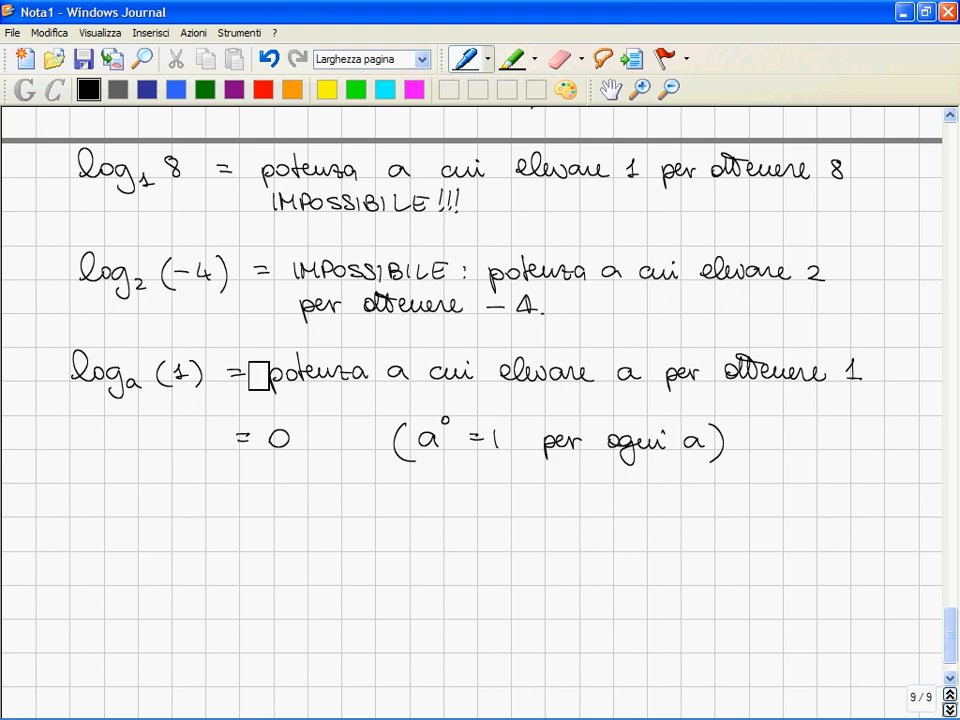 Nota1 - Windows Journal
File Modifica Visualizza Inserisci Azioni Strumenti ?
Larghezza pagina
G C
log₁ 8 = potenza a cui elevare 1 per ottenere 8
IMPOSSIBILE!!!
log₂ (-4) = IMPOSSIBILE: potenza a cui elevare 2
per ottenere -4.
logₐ (1) = potenza a cui elevare a per ottenere 1
= 0 (a⁰ = 1 per ogni a)
9 / 9